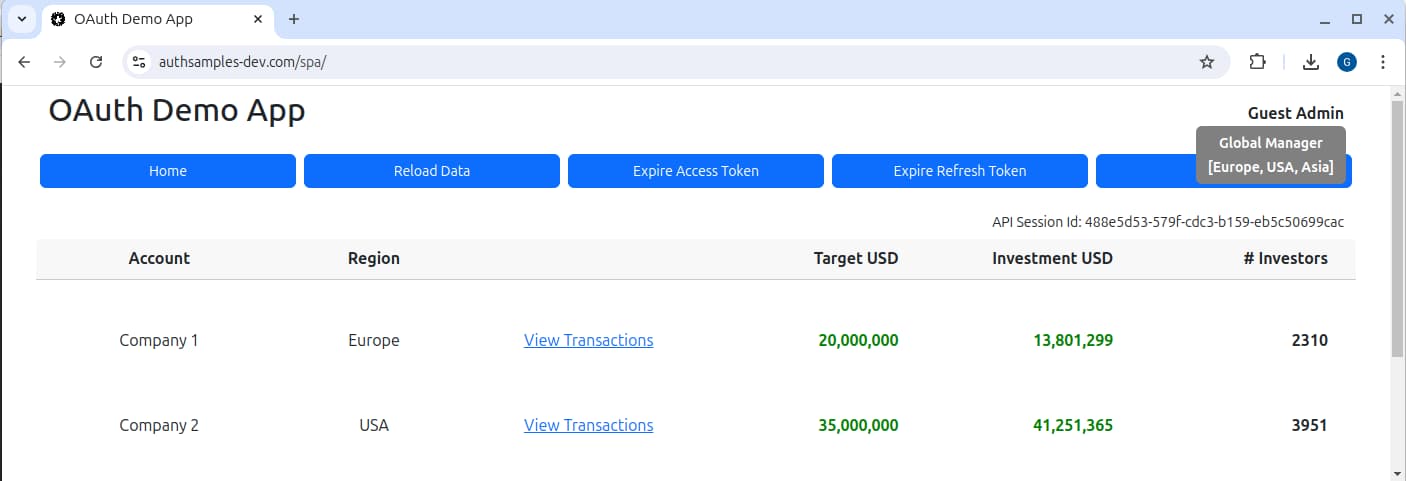 OAuth Demo App
authsamples-dev.com/spa/
G
OAuth Demo App
Guest Admin
Global Manager
[Europe, USA, Asia]
Home Reload Data Expire Access Token Expire Refresh Token
API Session Id: 488e5d53-579f-cdc3-b159-eb5c50699cac
Account Region Target USD Investment USD # Investors
Company 1 Europe View Transactions 20,000,000 13,801,299 2310
Company 2 USA View Transactions 35,000,000 41,251,365 3951